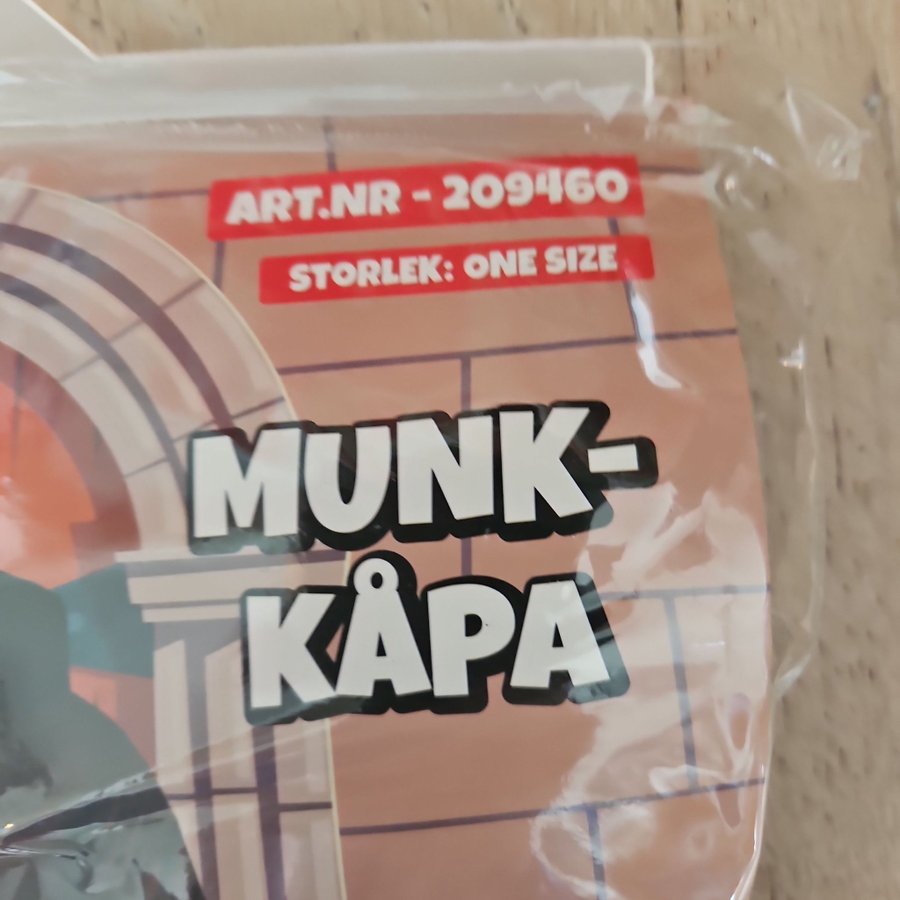 ART.NR - 209460
STORLEK: ONE SIZE
MUNK-
KÅPA